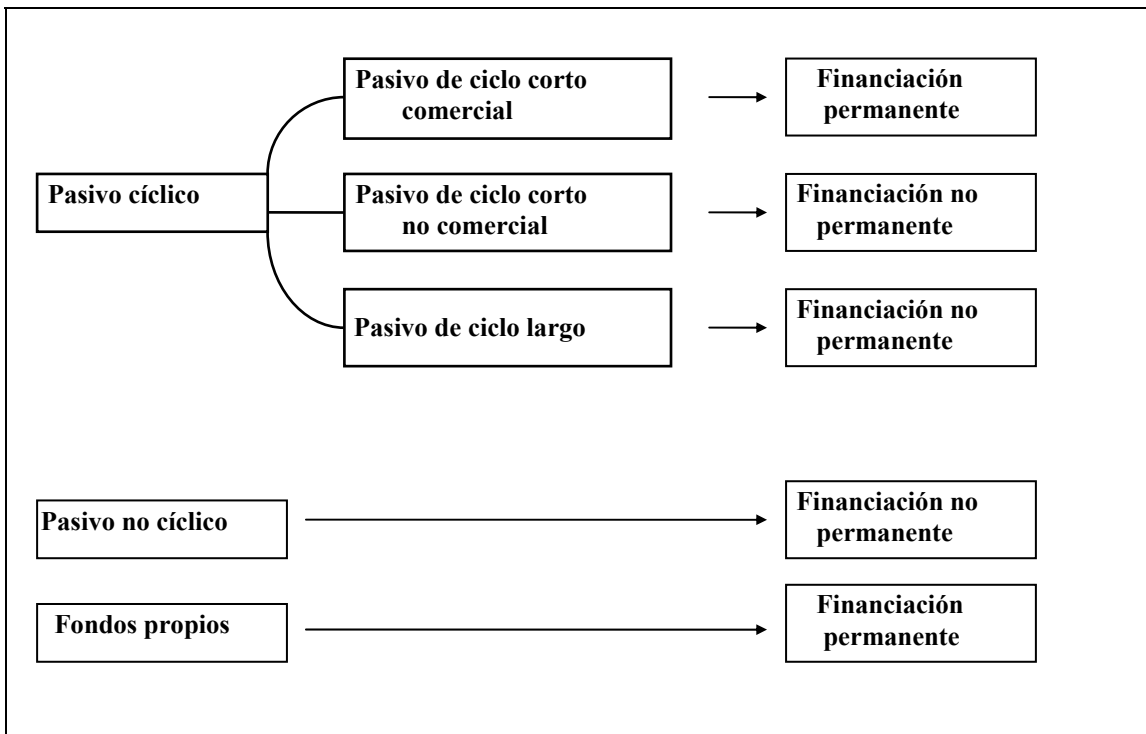 Pasivo de ciclo corto
comercial
Financiación
permanente
Pasivo cíclico
Pasivo de ciclo corto
no comercial
Financiación no
permanente
Pasivo de ciclo largo
Financiación no
permanente
Pasivo no cíclico
Financiación no
permanente
Fondos propios
Financiación
permanente